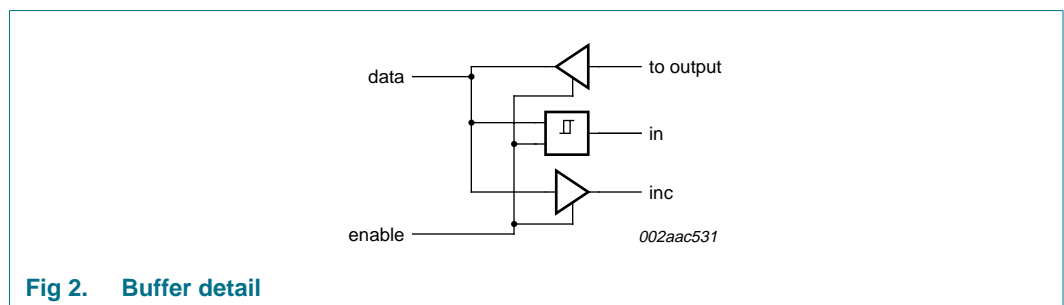 data
to output
in
inc
enable
002aac531
Fig 2. Buffer detail